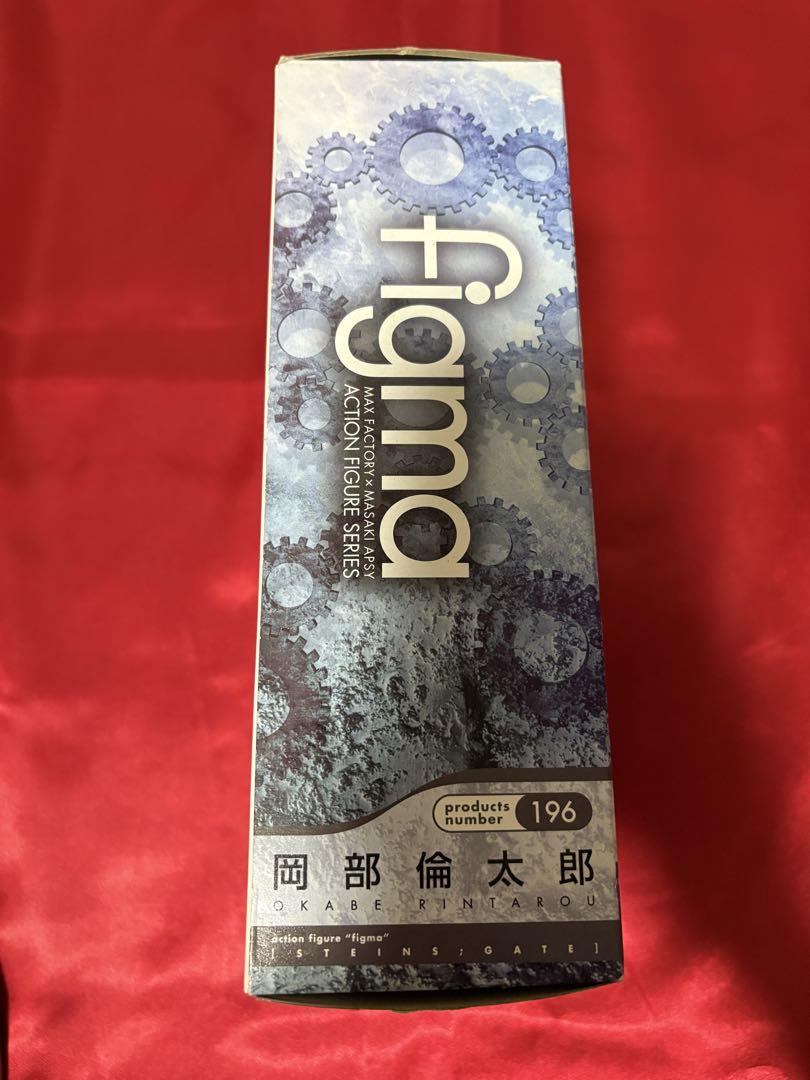 figma
MAX FACTORY × MASAKI APSY
ACTION FIGURE SERIES
products
number
196
岡部倫太郎
OKABE RINTAROU
action figure "figma"
[STEINS;GATE]